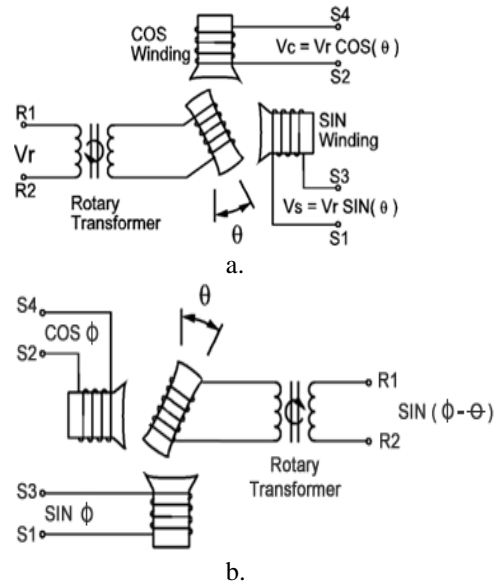 COS
Winding
S4
Vc = Vr COS( θ )
S2
R1
Vr
R2
Rotary
Transformer
θ
SIN
Winding
S3
Vs = Vr SIN( θ )
S1
a.
S4
COS ϕ
S2
θ
R1
SIN ( ϕ - θ )
R2
Rotary
Transformer
S3
SIN ϕ
S1
b.